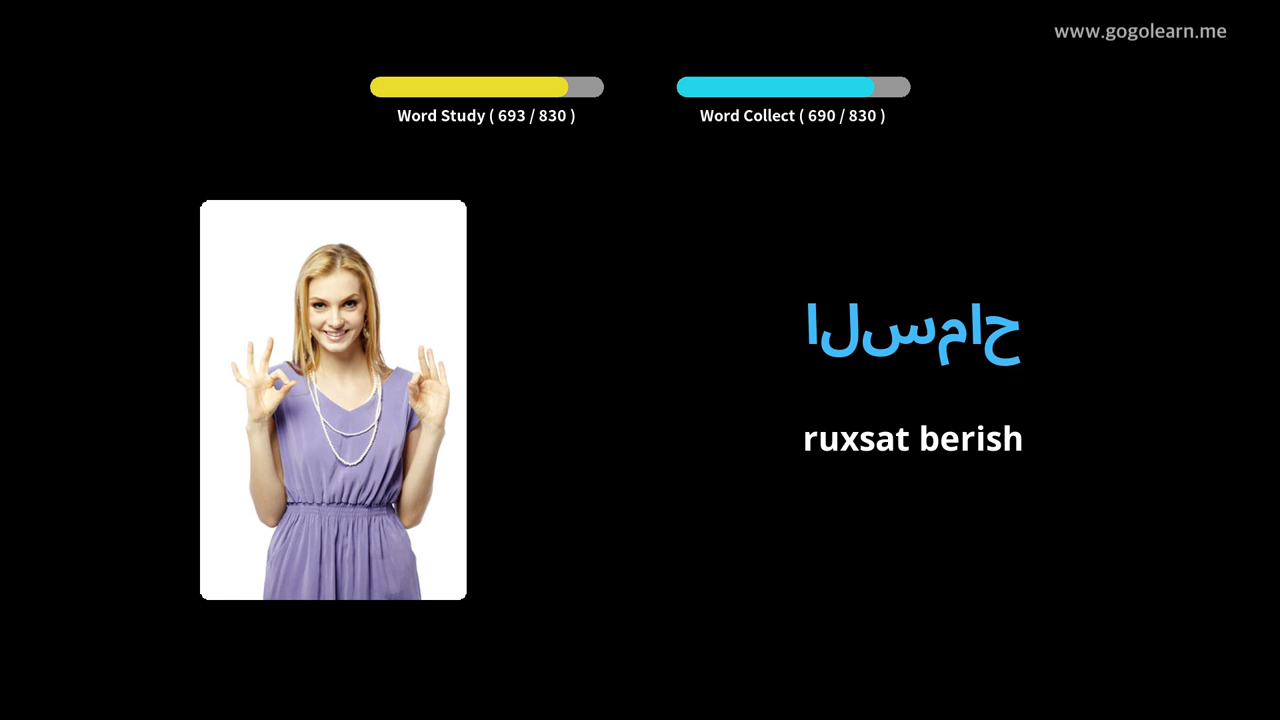 www.gogolearn.me
Word Study ( 693 / 830 )
Word Collect ( 690 / 830 )
السماح
ruxsat berish